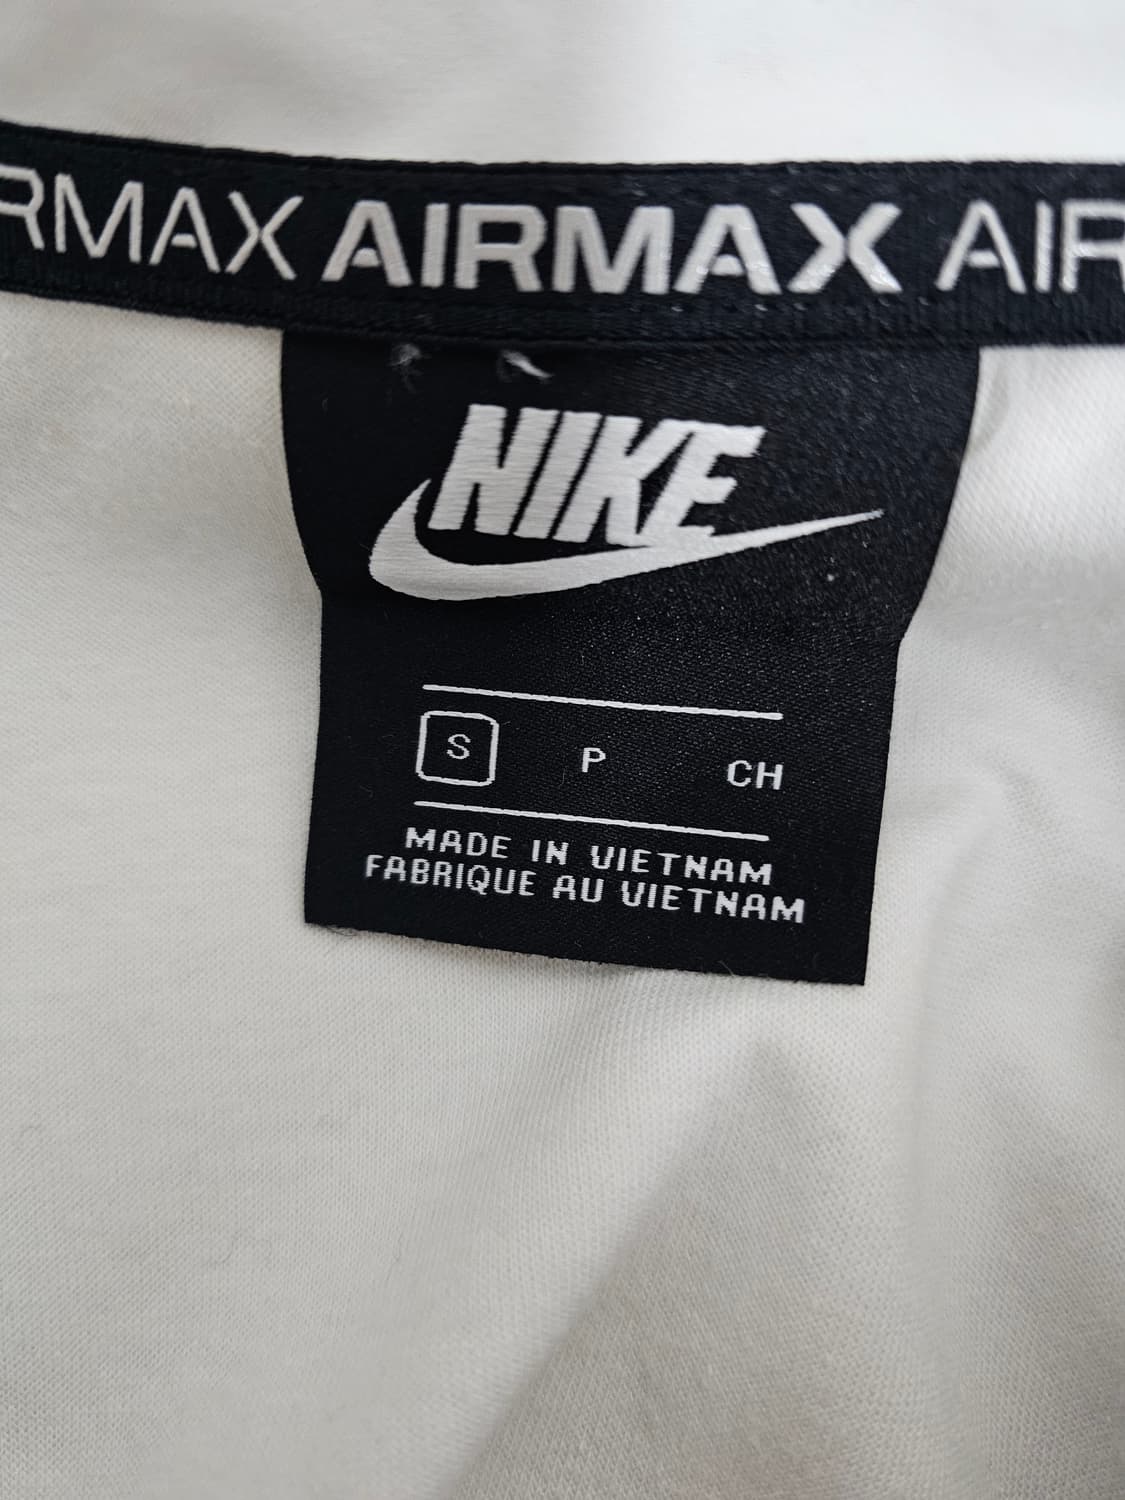 RMAX AIRMAX AIR
NIKE
S P CH
MADE IN VIETNAM
FABRIQUE AU VIETNAM